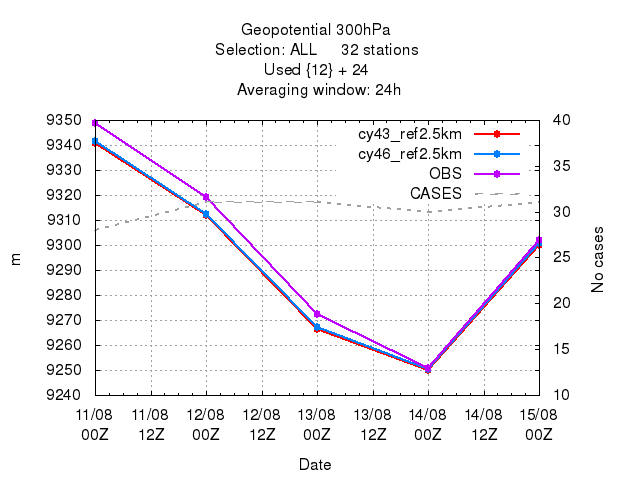 Geopotential 300hPa
Selection: ALL 32 stations
Used {12} + 24
Averaging window: 24h
9350
9340
9330
9320
9310
9300
9290
9280
9270
9260
9250
9240
m
40
35
30
25
20
15
10
No cases
cy43_ref2.5km
cy46_ref2.5km
OBS
CASES
11/08 11/08 12/08 12/08 13/08 13/08 14/08 14/08 15/08
00Z 12Z 00Z 12Z 00Z 12Z 00Z 12Z 00Z
Date